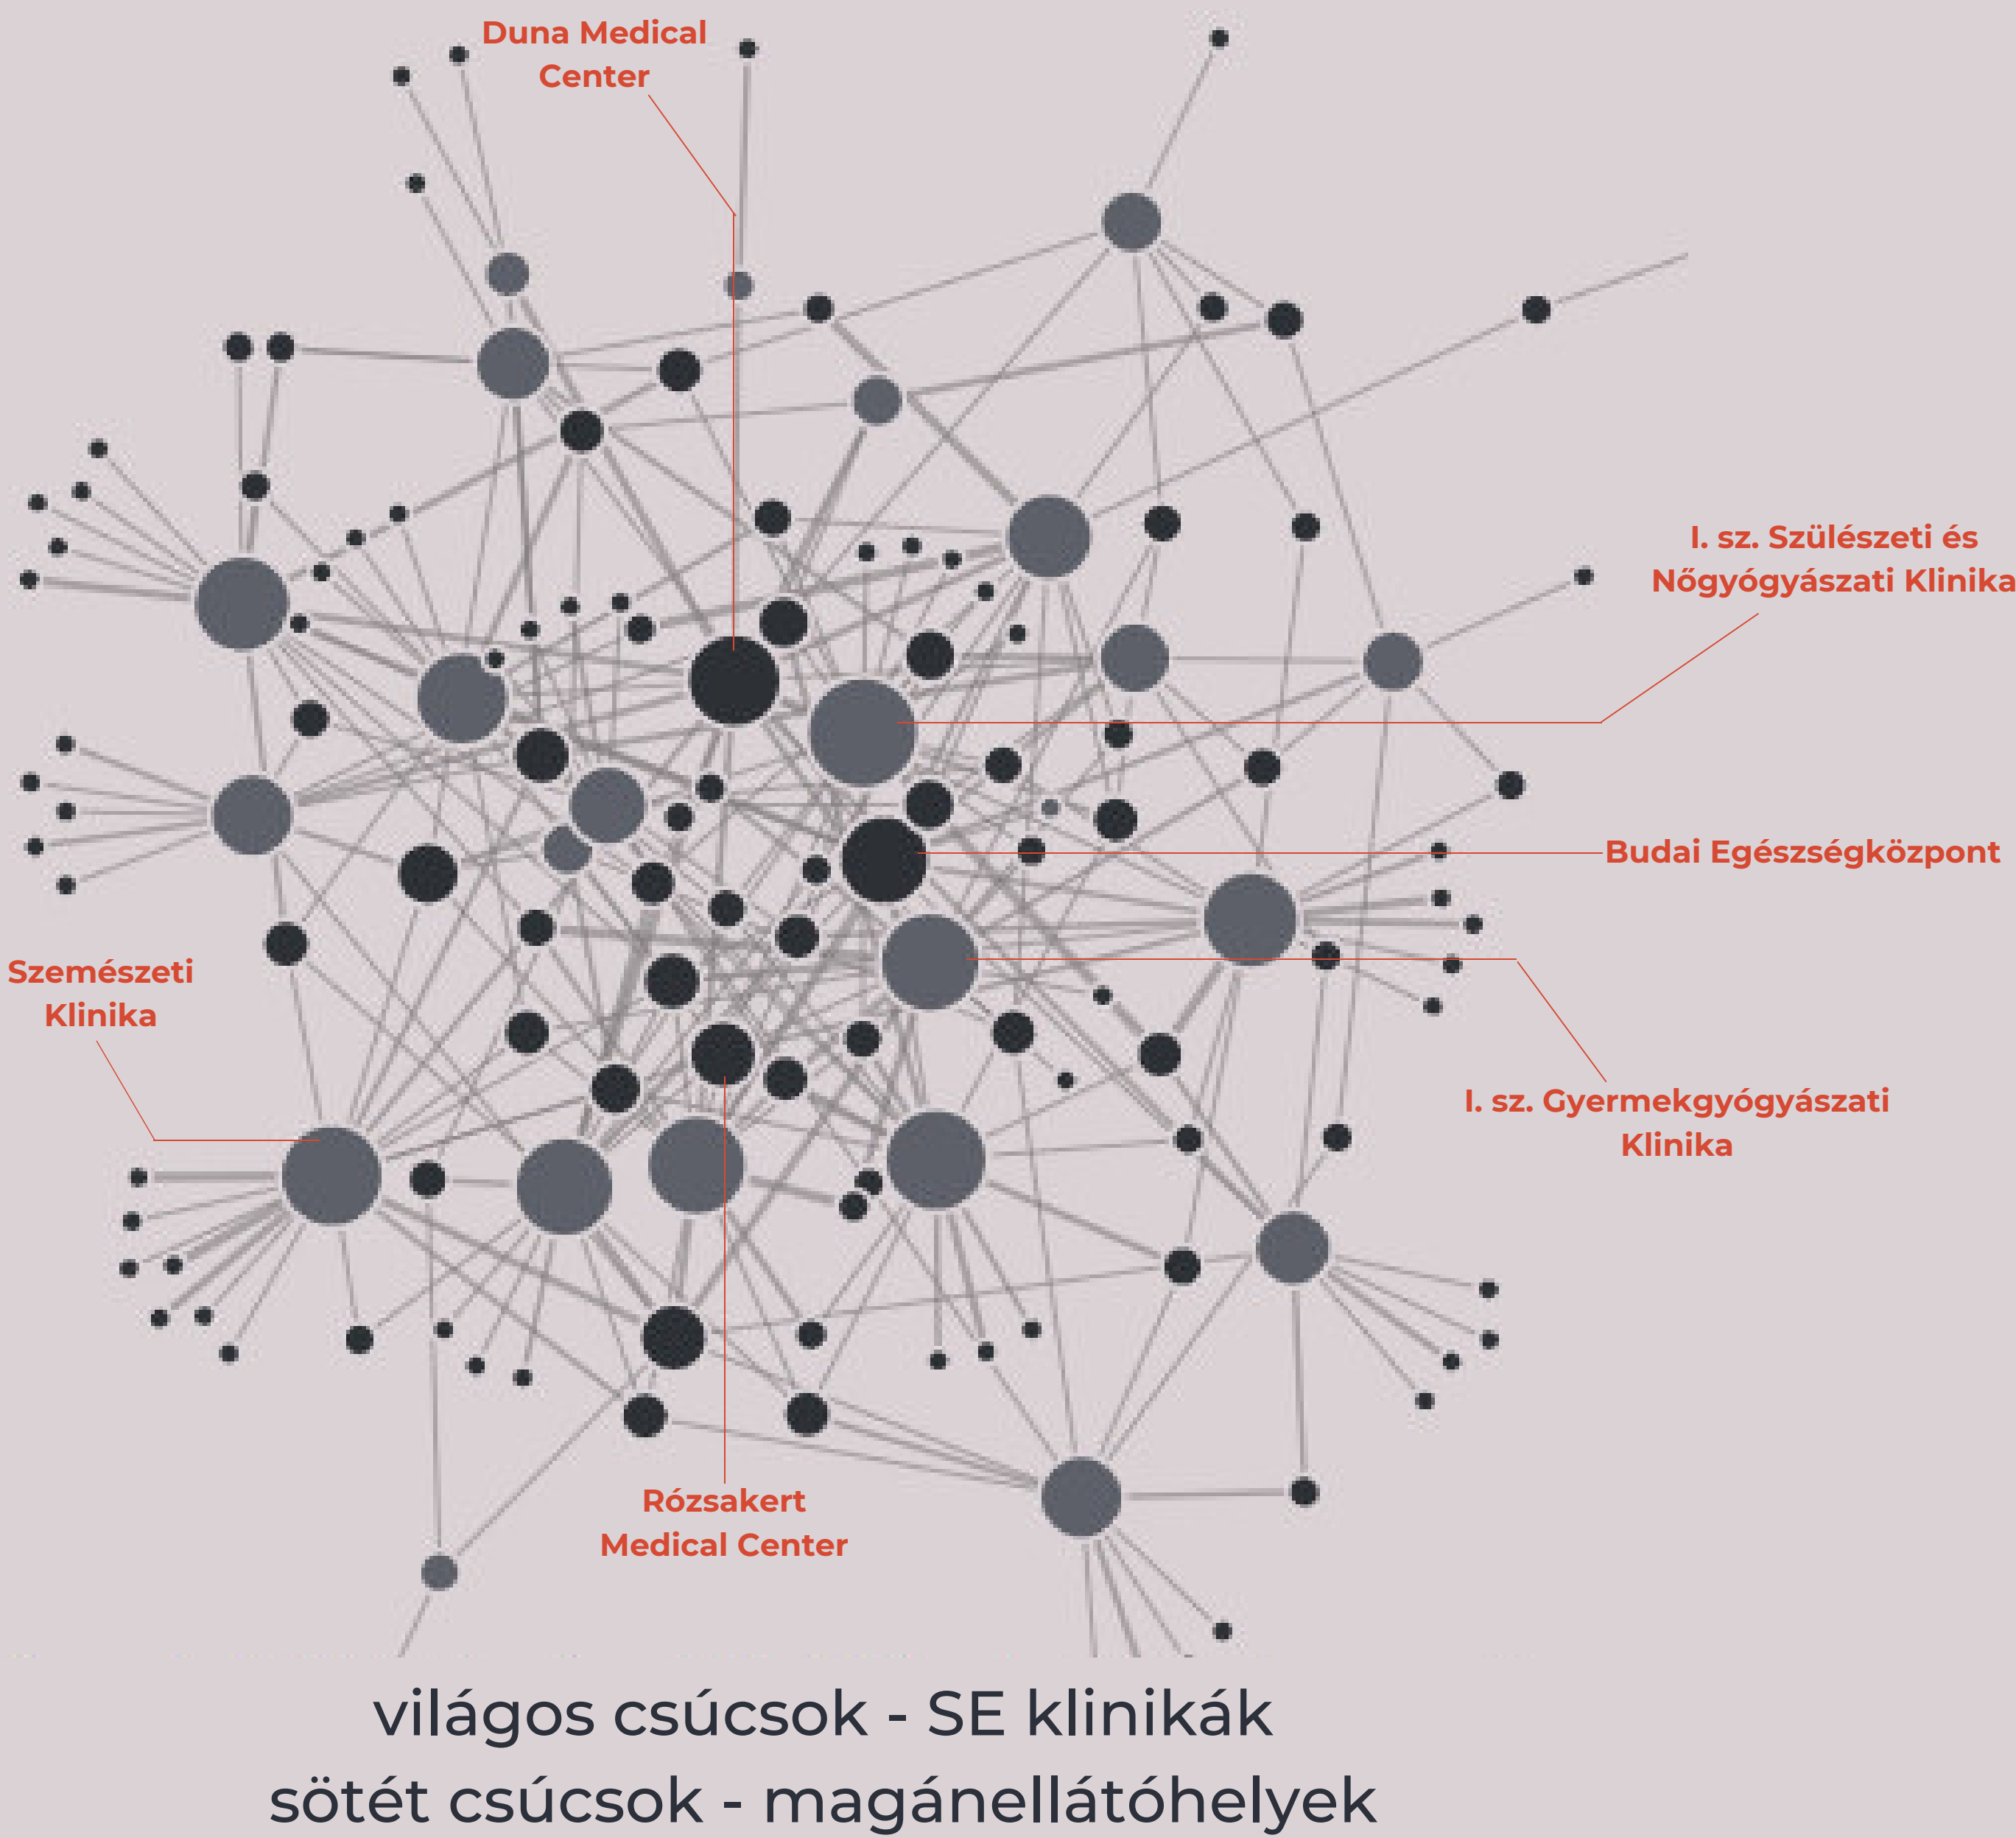 Duna Medical
Center
I. sz. Szülészeti és
Nőgyógyászati Klinika
Budai Egészségközpont
Szemészeti
Klinika
I. sz. Gyermekgyógyászati
Klinika
Rózsakert
Medical Center
világos csúcsok - SE klinikák
sötét csúcsok - magánellátóhelyek